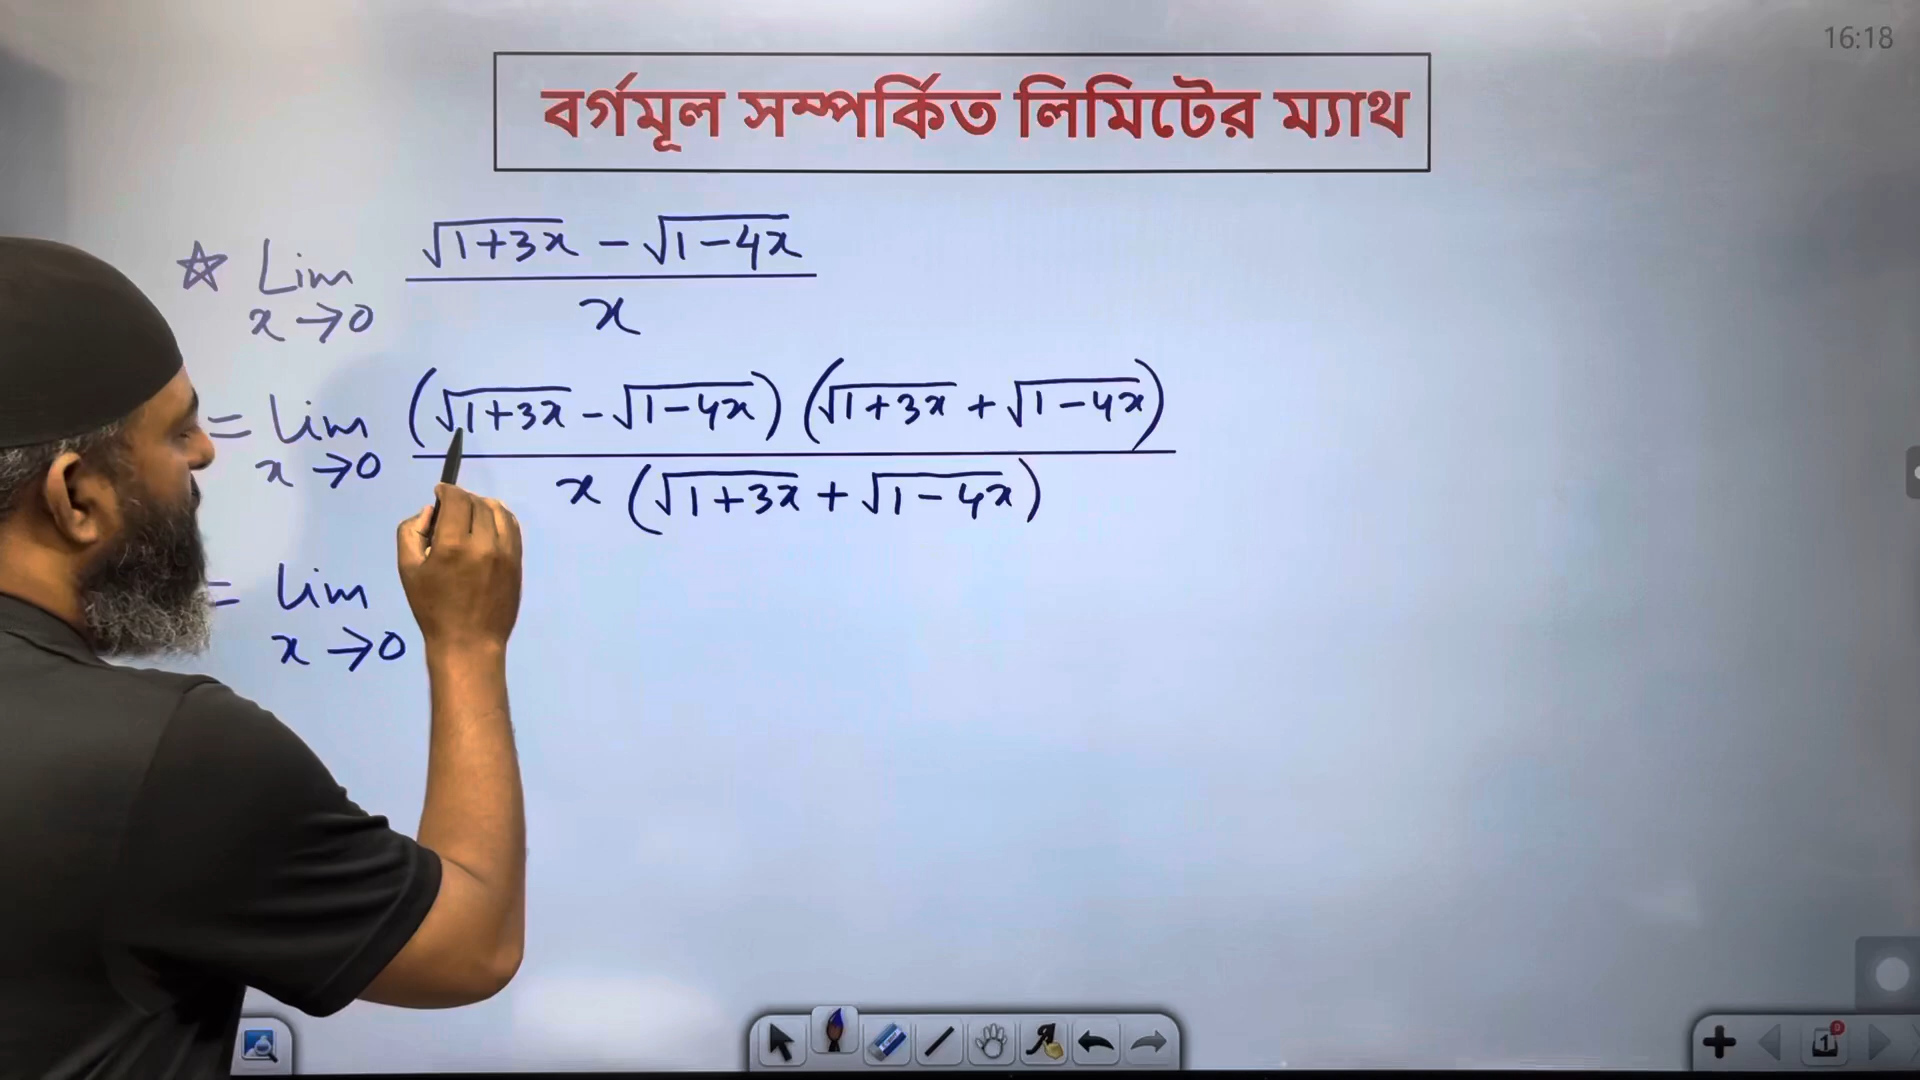 16:18
বর্গমূল সম্পর্কিত লিমিটের ম্যাথ
☆ Lim x→0 (√(1+3x) − √(1−4x)) / x
= Lim x→0 ((√(1+3x) − √(1−4x)) (√(1+3x) + √(1−4x))) / (x (√(1+3x) + √(1−4x)))
= Lim x→0
1